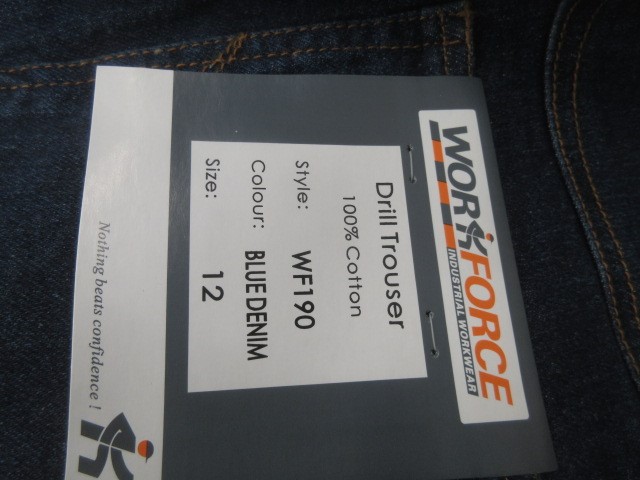 WORKFORCE
INDUSTRIAL WORKWEAR
Drill Trouser
100% Cotton
Style: WF190
Colour: BLUE DENIM
Size: 12
Nothing beats confidence !